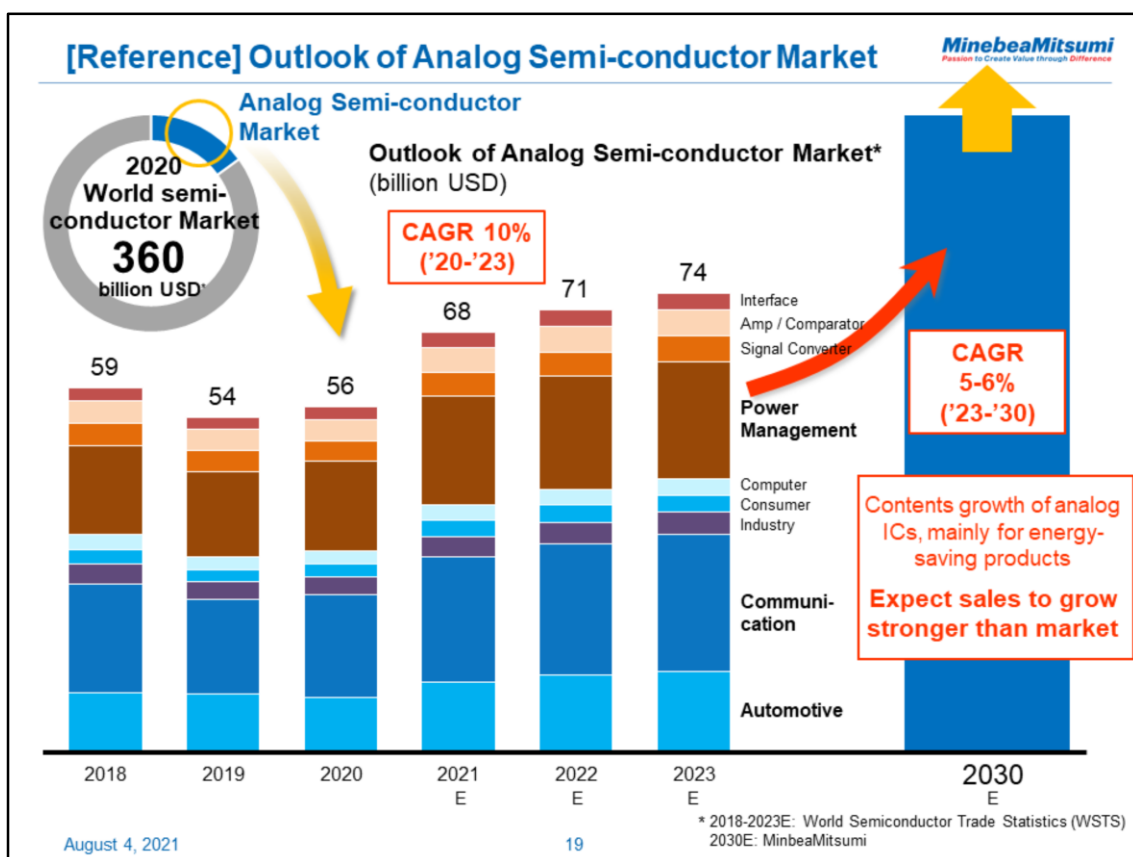 [Reference] Outlook of Analog Semi-conductor Market
MinebeaMitsumi
Passion to Create Value through Difference
Analog Semi-conductor
Market
2020
World semi-
conductor Market
360
billion USD*
Outlook of Analog Semi-conductor Market*
(billion USD)
CAGR 10%
(’20-’23)
59
54
56
68
71
74
Interface
Amp / Comparator
Signal Converter
Power
Management
Computer
Consumer
Industry
Communi-
cation
Automotive
CAGR
5-6%
(’23-’30)
Contents growth of analog
ICs, mainly for energy-
saving products
Expect sales to grow
stronger than market
2018
2019
2020
2021
E
2022
E
2023
E
2030
E
* 2018-2023E: World Semiconductor Trade Statistics (WSTS)
2030E: MinbeaMitsumi
August 4, 2021
19